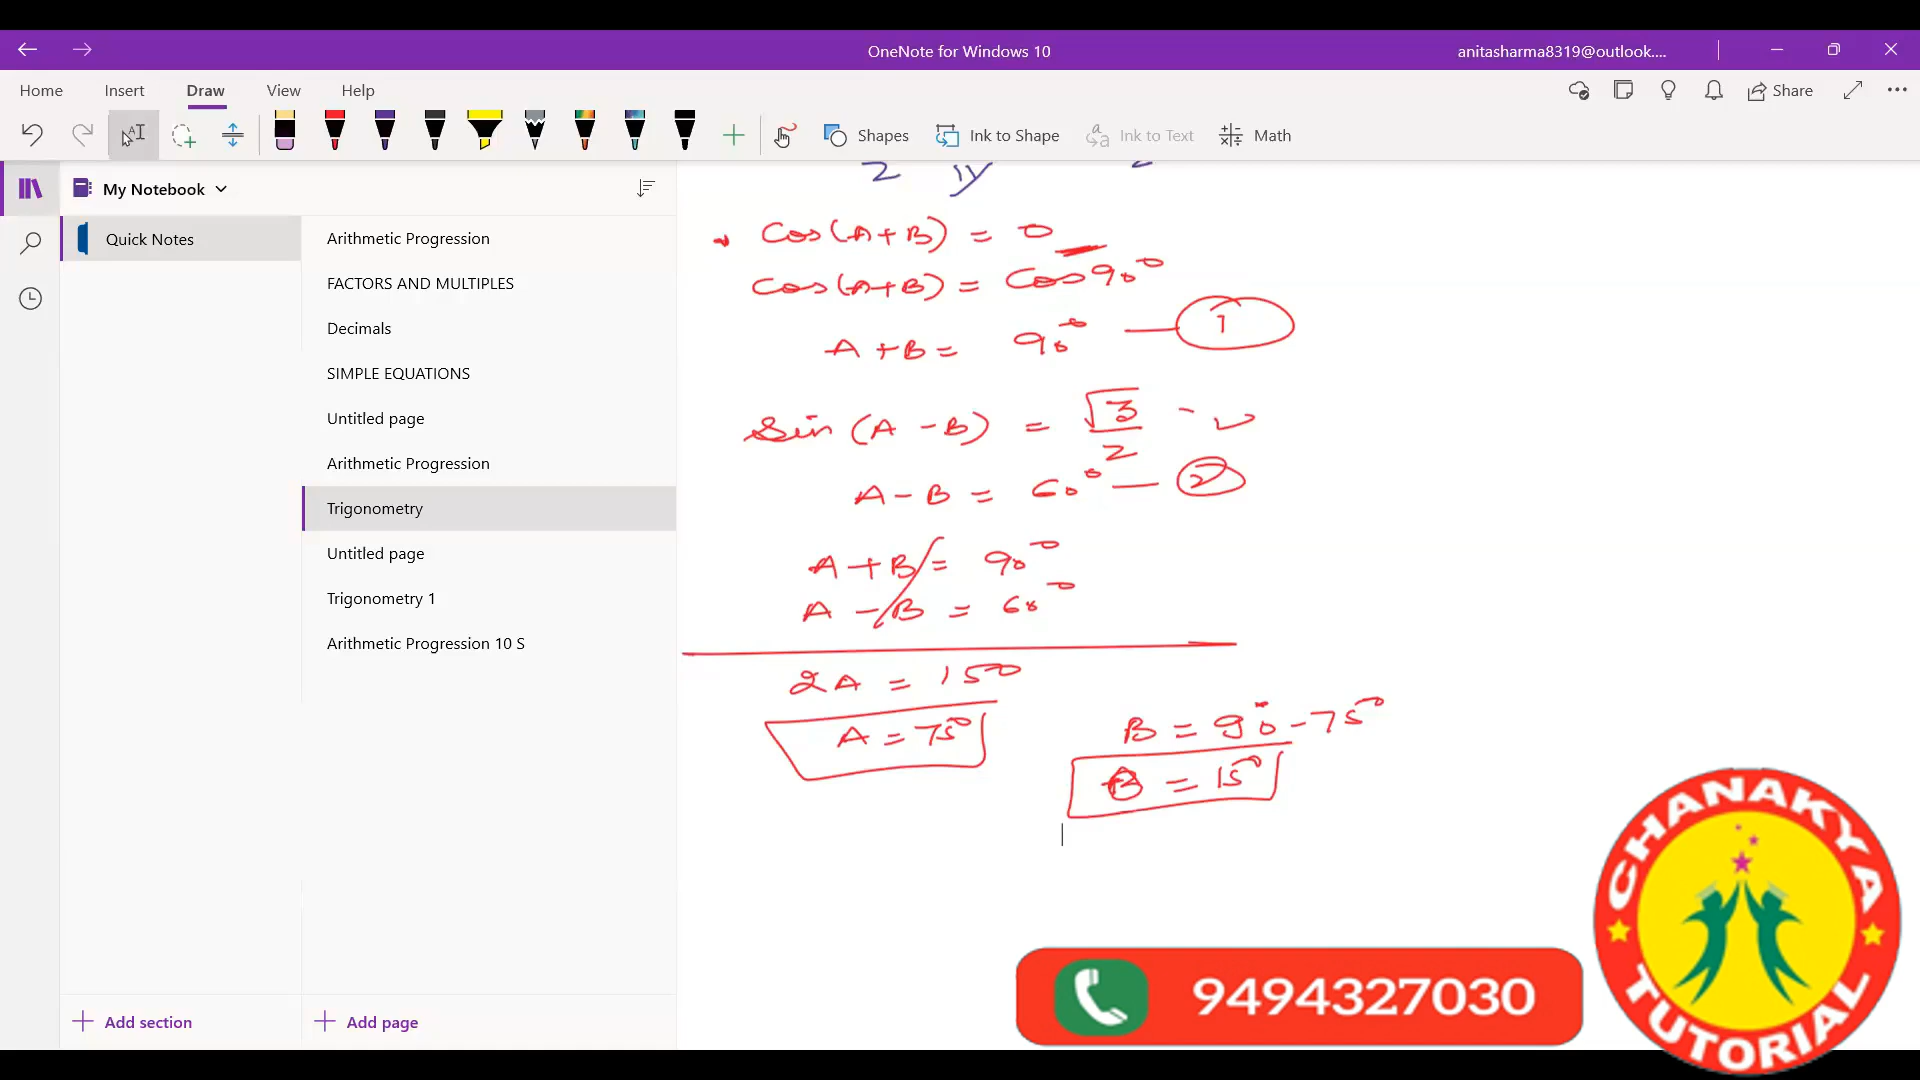 OneNote for Windows 10
anitasharma8319@outlook....
Home Insert Draw View Help
Share
Shapes Ink to Shape Ink to Text Math
My Notebook
Quick Notes
Arithmetic Progression
FACTORS AND MULTIPLES
Decimals
SIMPLE EQUATIONS
Untitled page
Arithmetic Progression
Trigonometry
Untitled page
Trigonometry 1
Arithmetic Progression 10 S
Add section
Add page
Cos(A+B) = 0
Cos(A+B) = Cos90°
A+B = 90° — 1
Sin(A-B) = √3/2
A-B = 60° — 2
A+B = 90°
A-B = 60°
2A = 150
A = 75°
B = 90°-75°
B = 15°
9494327030
CHANAKYA
TUTORIAL